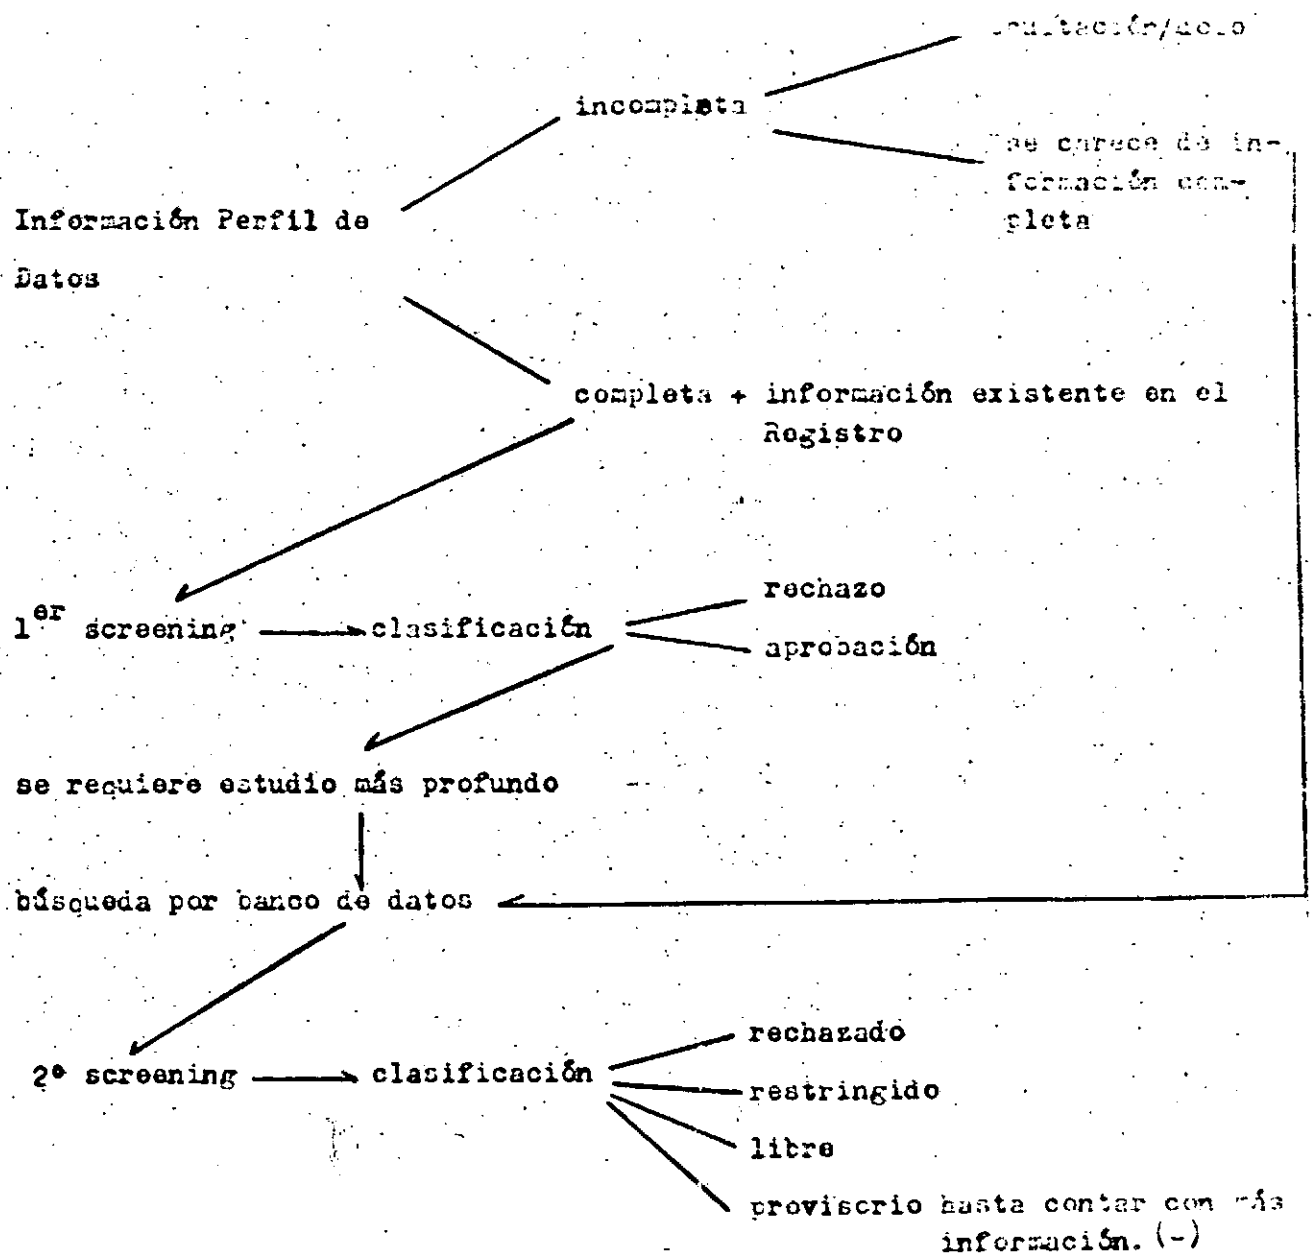 incompleta
se carece de in-
formación com-
pleta
Información Perfil de
Datos
completa + información existente en el
Registro
1er screening
clasificación
rechazo
aprobación
se requiere estudio más profundo
búsqueda por banco de datos
2º screening
clasificación
rechazado
restringido
libre
provisorio hasta contar con más
información. (-)